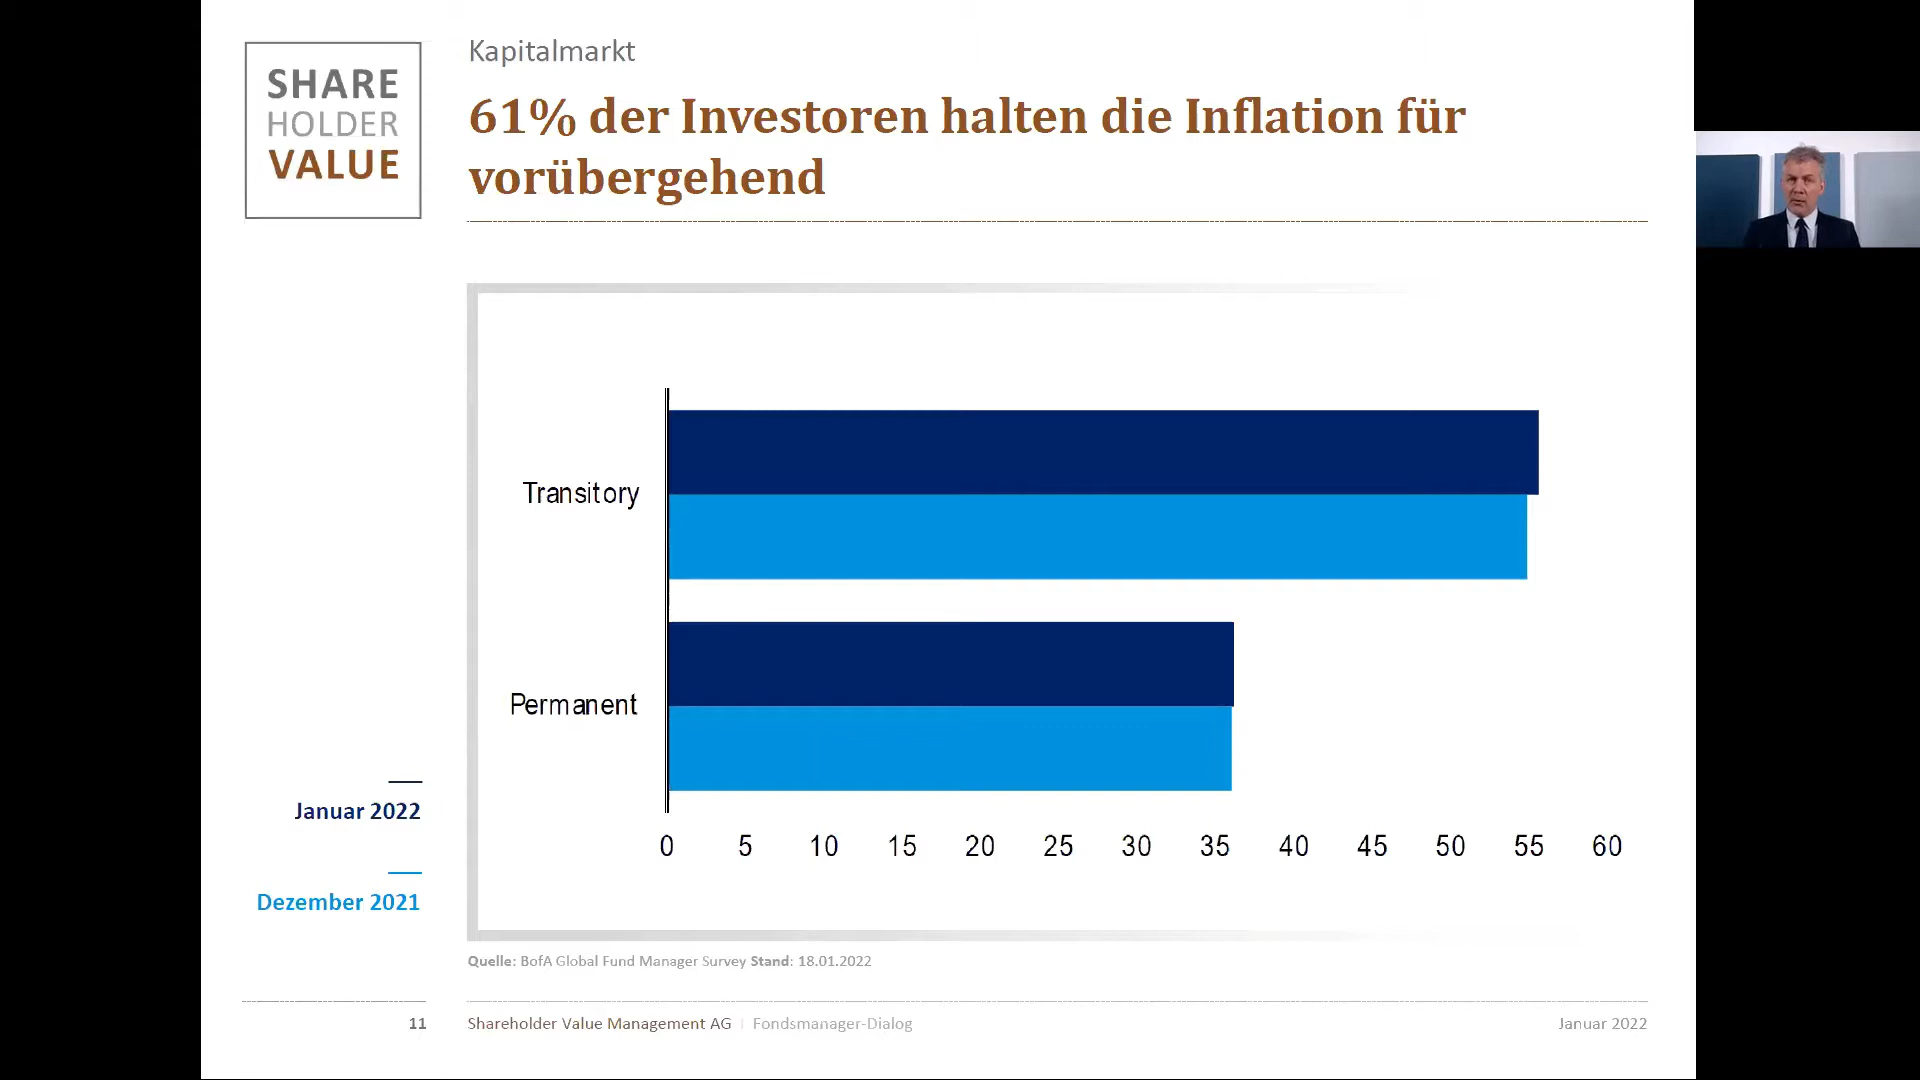 SHARE
HOLDER
VALUE
Kapitalmarkt
61% der Investoren halten die Inflation für
vorübergehend
Transitory
Permanent
0 5 10 15 20 25 30 35 40 45 50 55 60
Januar 2022
Dezember 2021
Quelle: BofA Global Fund Manager Survey Stand: 18.01.2022
11 Shareholder Value Management AG | Fondsmanager-Dialog Januar 2022